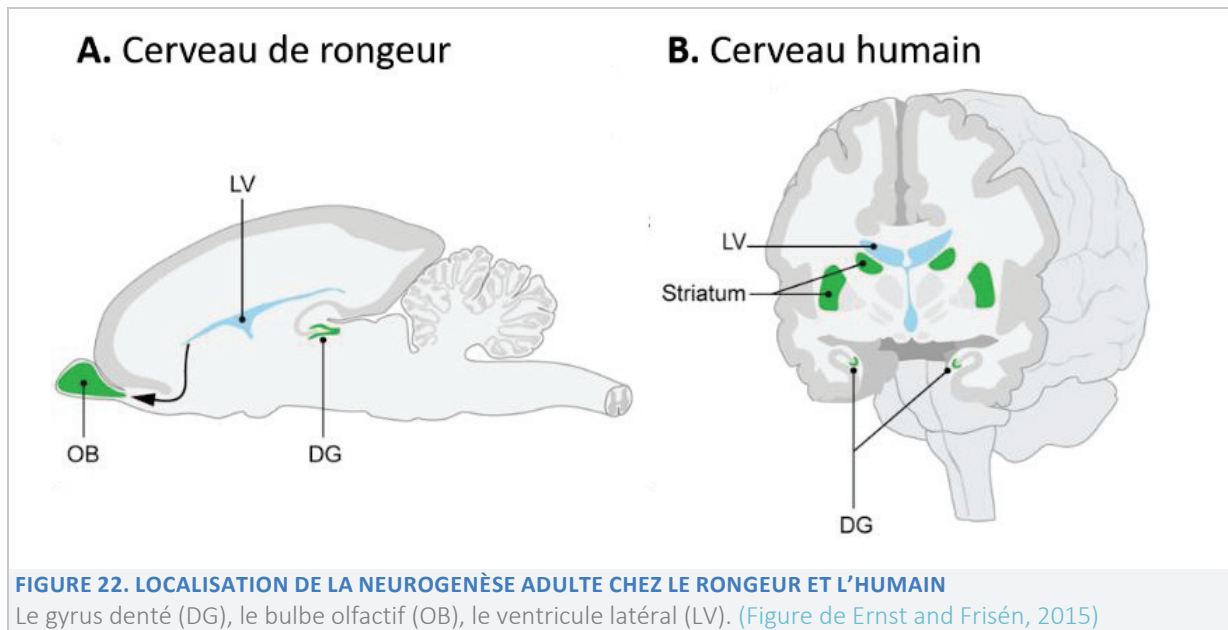 A. Cerveau de rongeur
LV
OB
DG
B. Cerveau humain
LV
Striatum
DG
FIGURE 22. LOCALISATION DE LA NEUROGENÈSE ADULTE CHEZ LE RONGEUR ET L’HUMAIN
Le gyrus denté (DG), le bulbe olfactif (OB), le ventricule latéral (LV). (Figure de Ernst and Frisén, 2015)